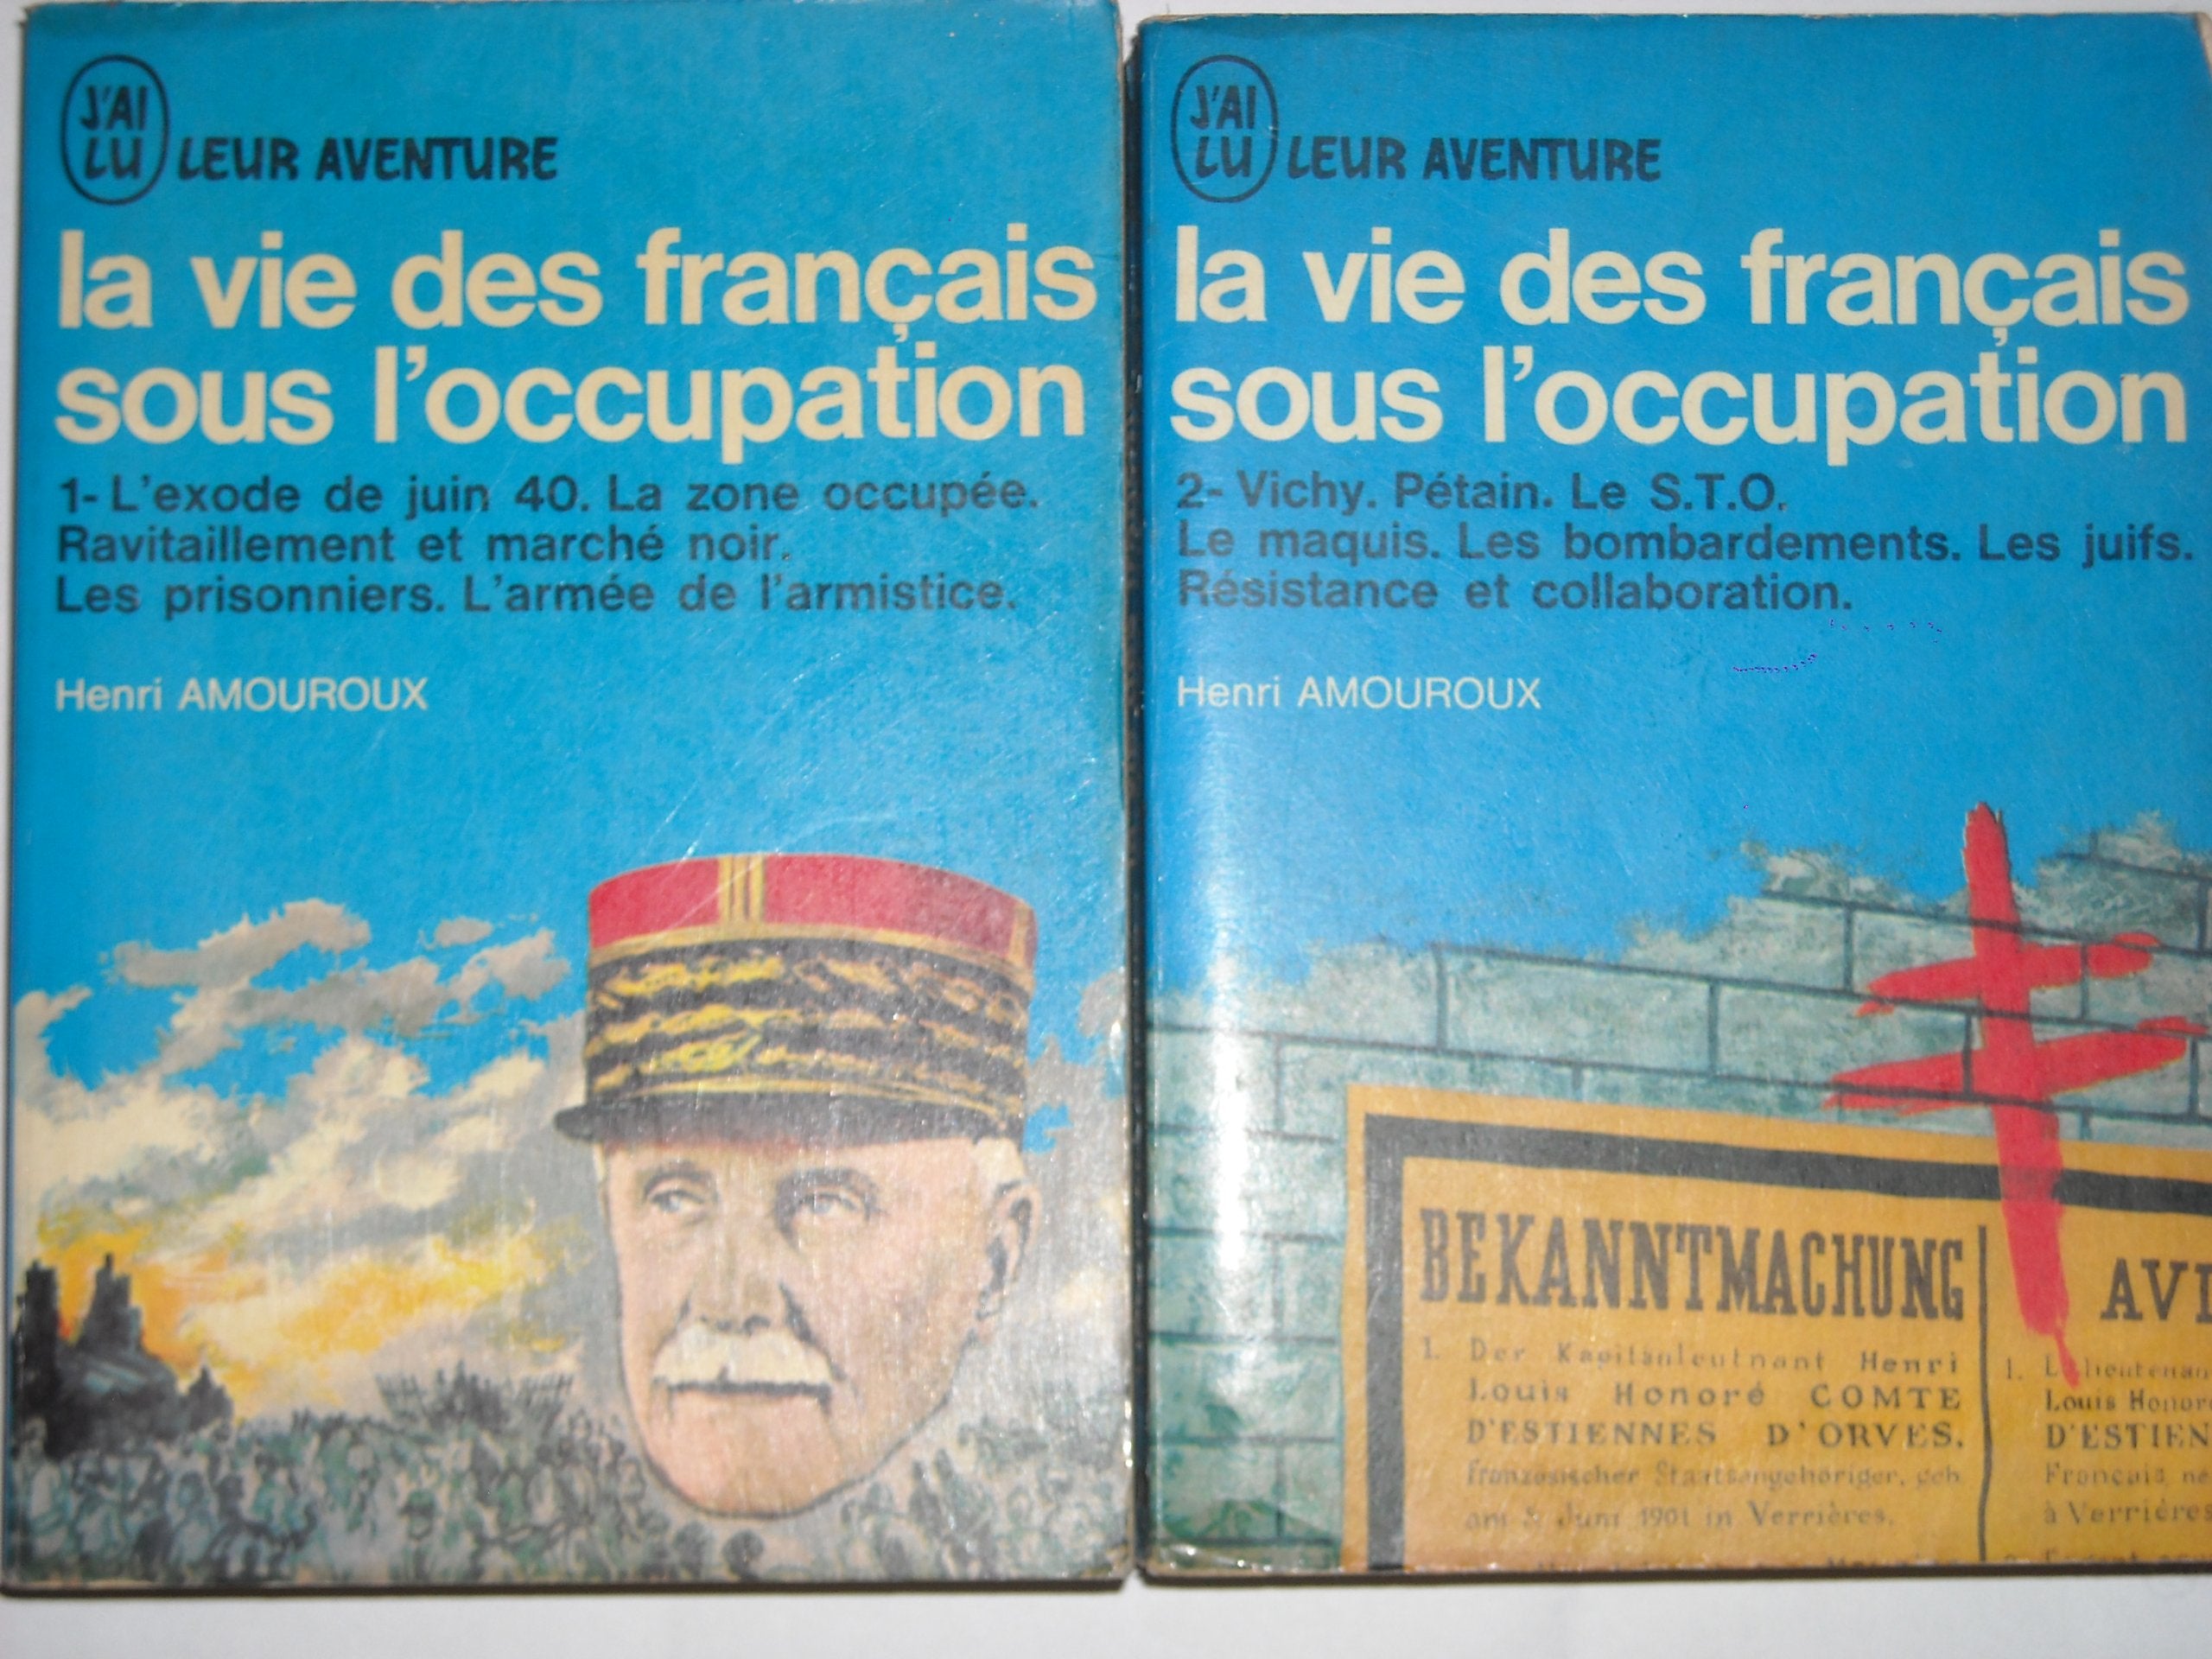 J'AI
LU LEUR AVENTURE
la vie des français
sous l'occupation
1- L'exode de juin 40. La zone occupée.
Ravitaillement et marché noir.
Les prisonniers. L'armée de l'armistice.
Henri AMOUROUX
J'AI
LU LEUR AVENTURE
la vie des français
sous l'occupation
2- Vichy. Pétain. Le S.T.O.
Le maquis. Les bombardements. Les juifs.
Résistance et collaboration.
Henri AMOUROUX
BEKANNTMACHUNG
1. Der Kapitänleutnant Henri
Louis Honoré COMTE
D'ESTIENNES D'ORVES,
Französischer Staatsangehöriger, geb.
am 5 Juni 1901 in Verrières.
AVI
1. L lieutenan
Louis Honor
D'ESTIEN
Français né
à Verrières